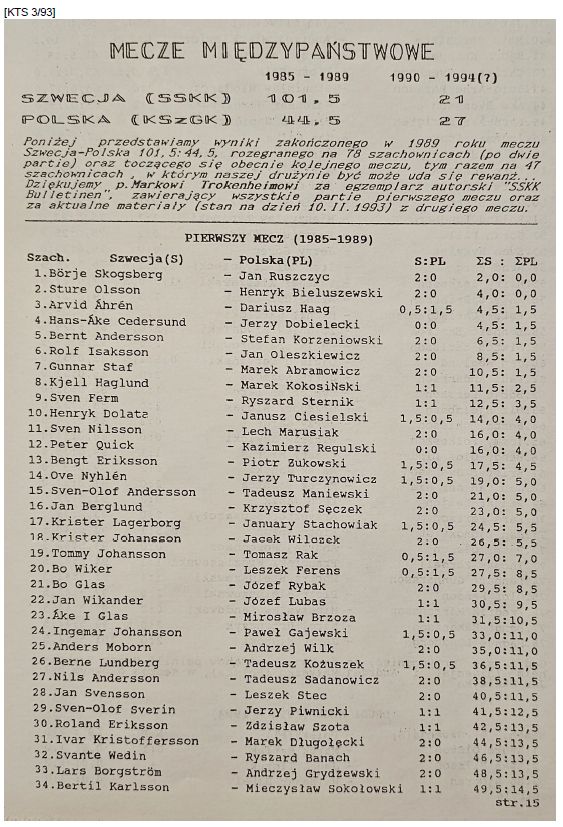 [KTS 3/93]
MECZE MIĘDZYPAŃSTWOWE
1985 - 1989 1990 - 1994(?)
SZWECJA (SSKK) 101.5 21
POLSKA (KSzGK) 44.5 27
Poniżej przedstawiamy wyniki zakończonego w 1989 roku meczu
Szwecja-Polska 101,5:44,5, rozegranego na 78 szachownicach (po dwie
partie) oraz toczącego się obecnie kolejnego meczu, tym razem na 47
szachownicach , w którym naszej drużynie być może uda się rewanż.
Dziękujemy p.Markowi Trokenheimowi za egzemplarz autorski "SSKK
Bulletinen", zawierający wszystkie partie pierwszego meczu oraz
za aktualne materiały (stan na dzień 10.II.1993) z drugiego meczu.
PIERWSZY MECZ (1985-1989)
Szach. Szwecja(S) - Polska(PL) S:PL ΣS : ΣPL
1.Börje Skogsberg - Jan Ruszczyc 2:0 2,0: 0,0
2.Sture Olsson - Henryk Bieluszewski 2:0 4,0: 0,0
3.Arvid Åhrén - Dariusz Haag 0,5:1,5 4,5: 1,5
4.Hans-Åke Cedersund - Jerzy Dobielecki 0:0 4,5: 1,5
5.Bernt Andersson - Stefan Korzeniowski 2:0 6,5: 1,5
6.Rolf Isaksson - Jan Oleszkiewicz 2:0 8,5: 1,5
7.Gunnar Staf - Marek Abramowicz 2:0 10,5: 1,5
8.Kjell Haglund - Marek KokosiŃski 1:1 11,5: 2,5
9.Sven Ferm - Ryszard Sternik 1:1 12,5: 3,5
10.Henryk Dolata - Janusz Ciesielski 1,5:0,5 14,0: 4,0
11.Sven Nilsson - Lech Marusiak 2:0 16,0: 4,0
12.Peter Quick - Kazimierz Regulski 0:0 16,0: 4,0
13.Bengt Eriksson - Piotr Zukowski 1,5:0,5 17,5: 4,5
14.Ove Nyhlén - Jerzy Turczynowicz 1,5:0,5 19,0: 5,0
15.Sven-Olof Andersson - Tadeusz Maniewski 2:0 21,0: 5,0
16.Jan Berglund - Krzysztof Sęczek 2:0 23,0: 5,0
17.Krister Lagerborg - January Stachowiak 1,5:0,5 24,5: 5,5
18.Krister Johansson - Jacek Wilczek 2:0 26,5: 5,5
19.Tommy Johansson - Tomasz Rak 0,5:1,5 27,0: 7,0
20.Bo Wiker - Leszek Ferens 0,5:1,5 27,5: 8,5
21.Bo Glas - Józef Rybak 2:0 29,5: 8,5
22.Jan Wikander - Józef Lubas 1:1 30,5: 9,5
23.Åke I Glas - Mirosław Brzoza 1:1 31,5:10,5
24.Ingemar Johansson - Paweł Gajewski 1,5:0,5 33,0:11,0
25.Anders Moborn - Andrzej Wilk 2:0 35,0:11,0
26.Berne Lundberg - Tadeusz Kożuszek 1,5:0,5 36,5:11,5
27.Nils Andersson - Tadeusz Sadanowicz 2:0 38,5:11,5
28.Jan Svensson - Leszek Stec 2:0 40,5:11,5
29.Sven-Olof Sverin - Jerzy Piwnicki 1:1 41,5:12,5
30.Roland Eriksson - Zdzisław Szota 1:1 42,5:13,5
31.Ivar Kristoffersson - Marek Długołęcki 2:0 44,5:13,5
32.Svante Wedin - Ryszard Banach 2:0 46,5:13,5
33.Lars Borgström - Andrzej Grydzewski 2:0 48,5:13,5
34.Bertil Karlsson - Mieczysław Sokołowski 1:1 49,5:14,5
str.15